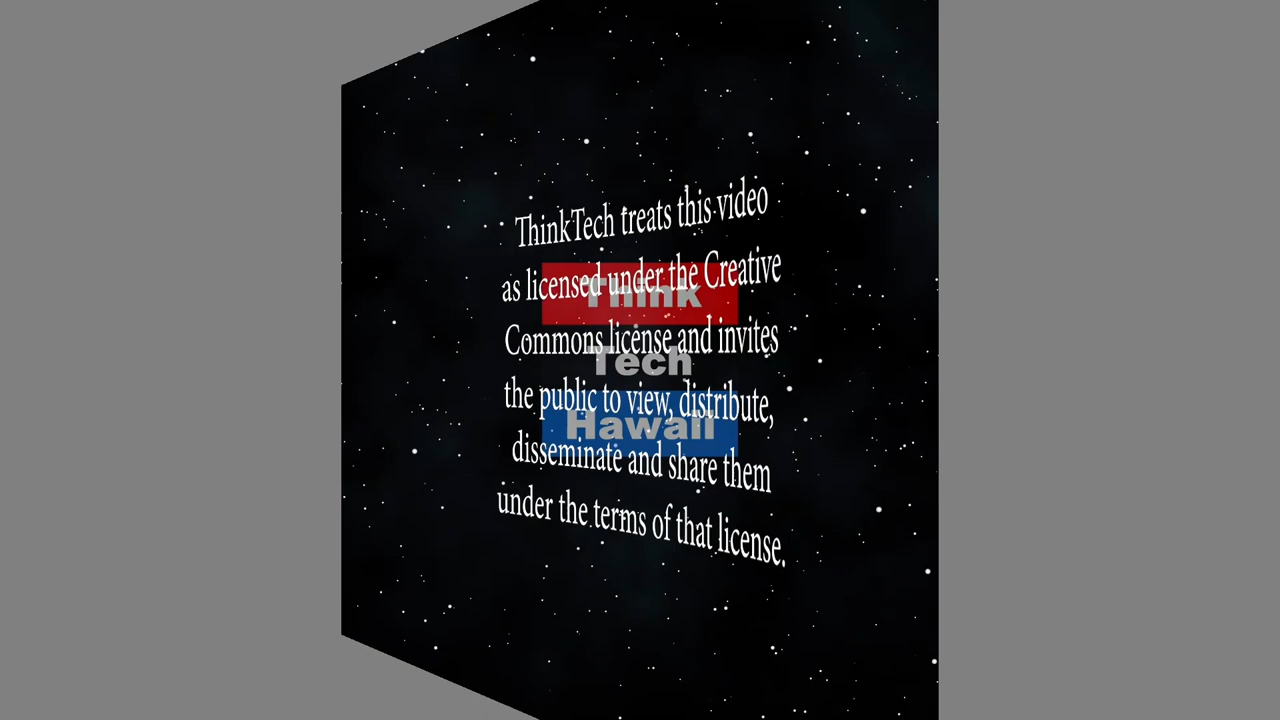 ThinkTech treats this video
as licensed under the Creative
Commons license and invites
the public to view, distribute,
disseminate and share them
under the terms of that license.
Think
Tech
Hawaii